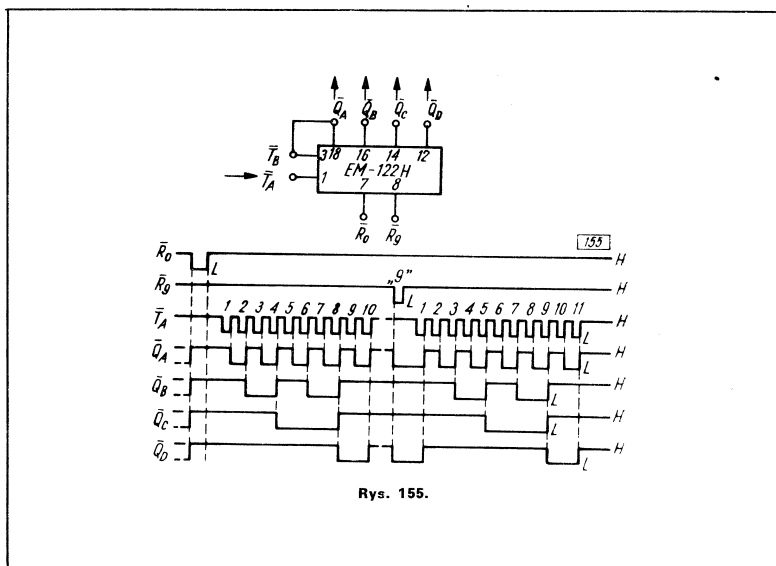 Q̄A Q̄B Q̄C Q̄D
3 18 16 14 12
T̄B
EM-122H
T̄A 1
7 8
R̄0 R̄9
155
R̄0 L H
„9”
R̄9 L H
1 2 3 4 5 6 7 8 9 10 1 2 3 4 5 6 7 8 9 10 11
T̄A L H
Q̄A L H
Q̄B L H
Q̄C L H
Q̄D L H
Rys. 155.